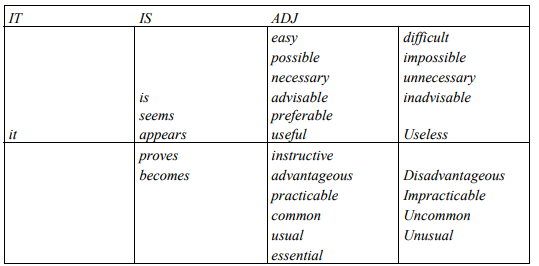 IT IS ADJ
easy difficult
possible impossible
necessary unnecessary
is advisable inadvisable
seems preferable
it appears useful Useless
proves instructive
becomes advantageous Disadvantageous
practicable Impracticable
common Uncommon
usual Unusual
essential